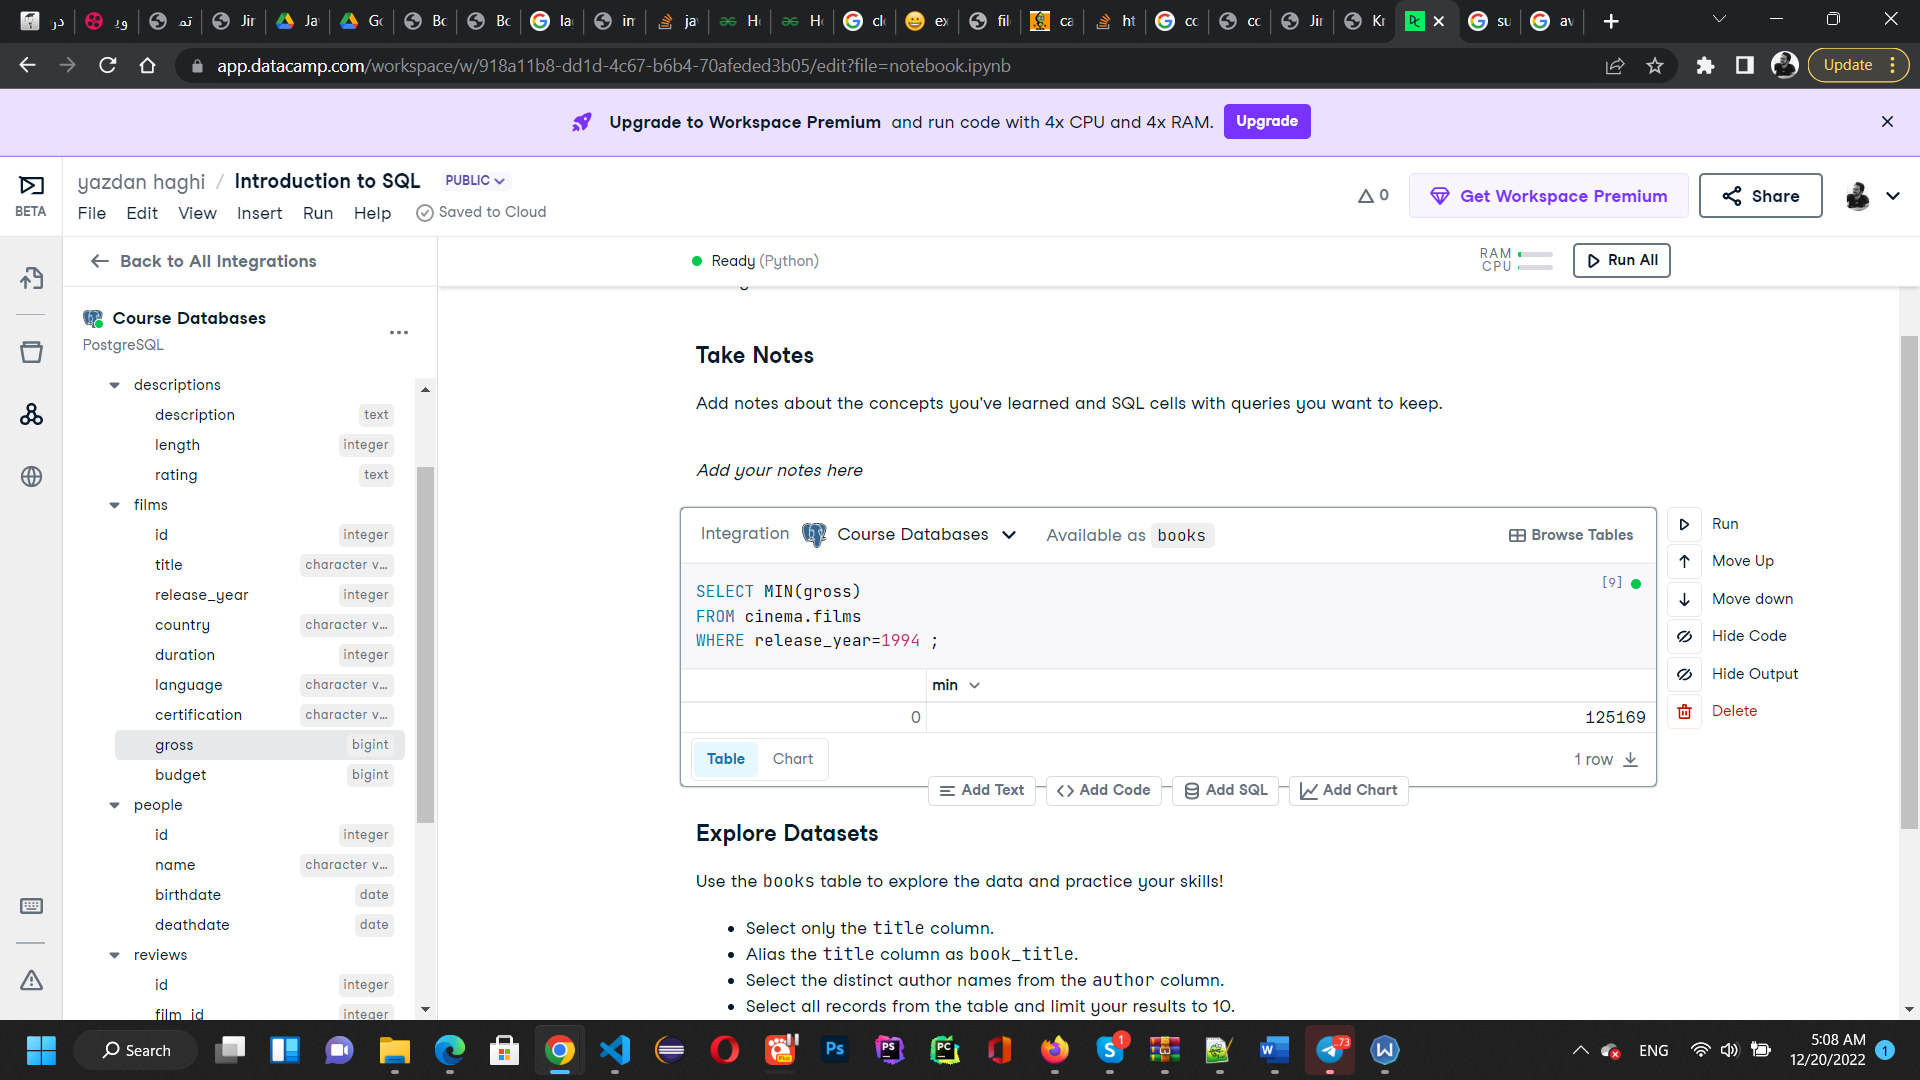 app.datacamp.com/workspace/w/918a11b8-dd1d-4c67-b6b4-70afeded3b05/edit?file=notebook.ipynb
Update
Upgrade to Workspace Premium and run code with 4x CPU and 4x RAM. Upgrade
yazdan haghi / Introduction to SQL PUBLIC
BETA
File Edit View Insert Run Help Saved to Cloud
0 Get Workspace Premium Share
Back to All Integrations
Ready (Python)
RAM
CPU
Run All
Course Databases
PostgreSQL
descriptions
description text
length integer
rating text
films
id integer
title character v...
release_year integer
country character v...
duration integer
language character v...
certification character v...
gross bigint
budget bigint
people
id integer
name character v...
birthdate date
deathdate date
reviews
id integer
film_id integer
Take Notes
Add notes about the concepts you've learned and SQL cells with queries you want to keep.
Add your notes here
Integration Course Databases Available as books Browse Tables
[9]
SELECT MIN(gross)
FROM cinema.films
WHERE release_year=1994 ;
min
0 125169
Table Chart 1 row
Run
Move Up
Move down
Hide Code
Hide Output
Delete
Add Text Add Code Add SQL Add Chart
Explore Datasets
Use the books table to explore the data and practice your skills!
• Select only the title column.
• Alias the title column as book_title.
• Select the distinct author names from the author column.
• Select all records from the table and limit your results to 10.
Search
ENG
5:08 AM
12/20/2022
1